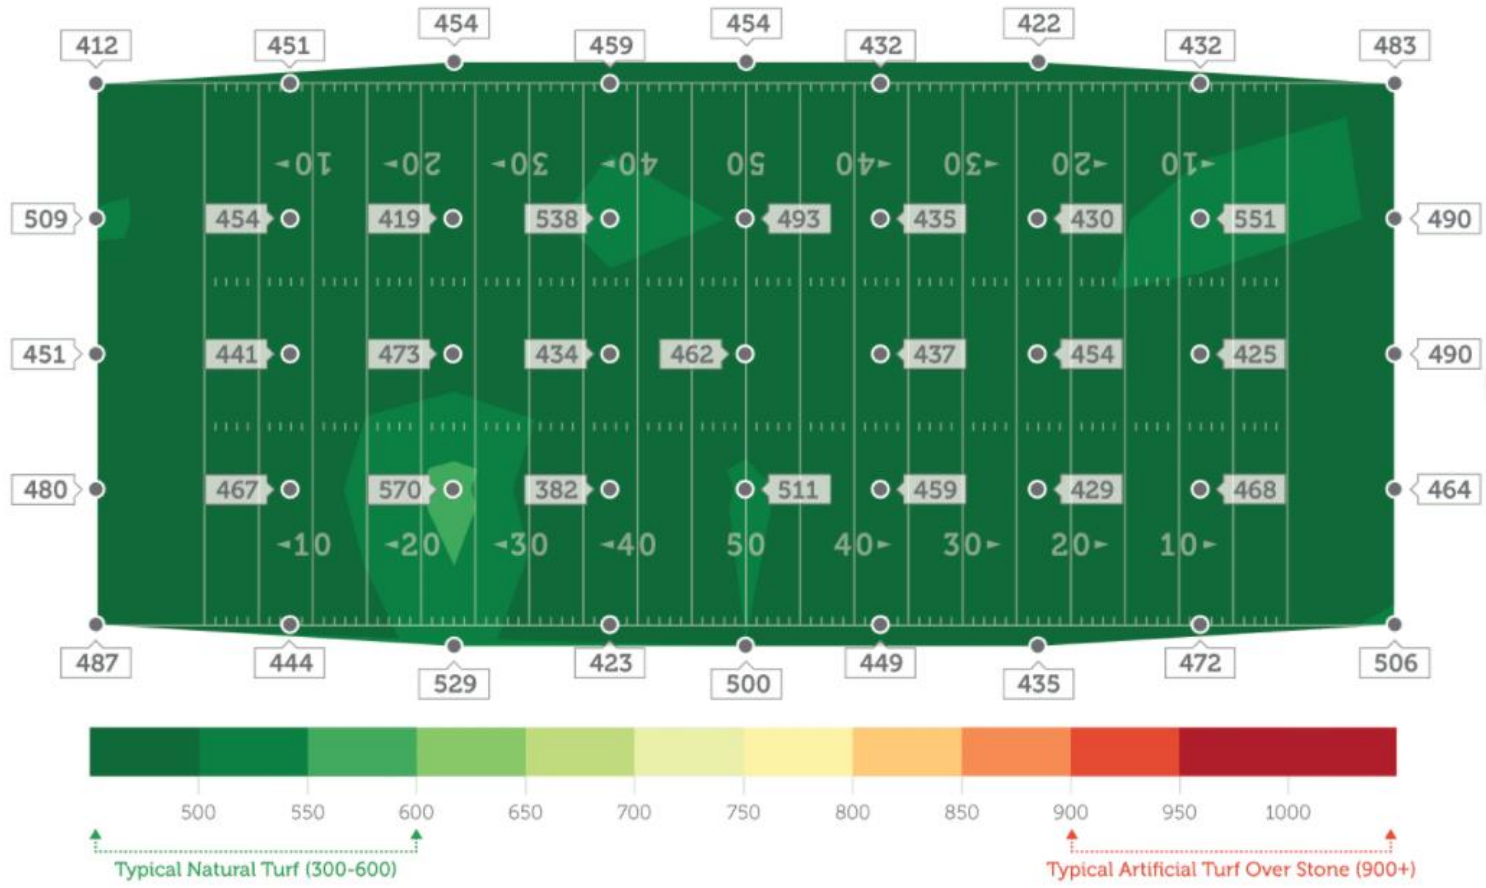 454 454 422
412 451 459 432 432 483
◄10 ◄20 ◄30 ◄40 50 40► 30► 20► 10►
509 454 419 538 493 435 430 551 490
451 441 473 434 462 437 454 425 490
480 467 570 382 511 459 429 468 464
◄10 ◄20 ◄30 ◄40 50 40► 30► 20► 10►
487 444 423 449 472 506
529 500 435
500 550 600 650 700 750 800 850 900 950 1000
Typical Natural Turf (300-600) Typical Artificial Turf Over Stone (900+)